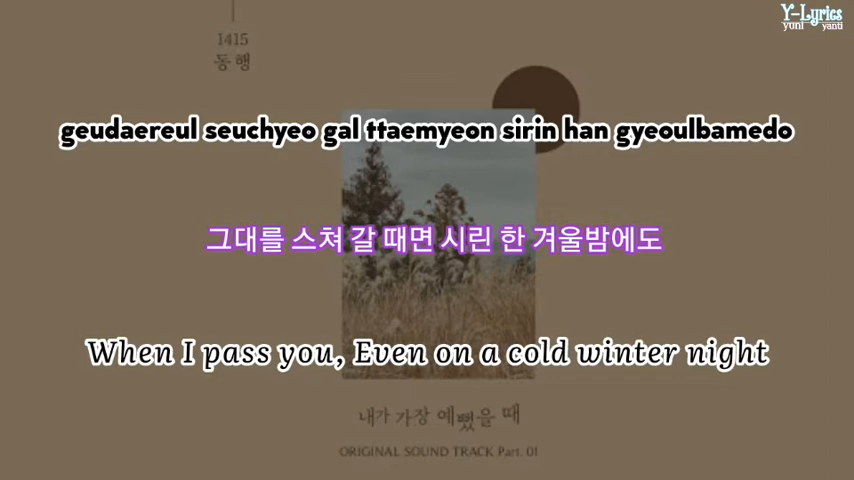 Y-Lyrics
yuni yanti
1415
동행
geudaereul seuchyeo gal ttaemyeon sirin han gyeoulbamedo
그대를 스쳐 갈 때면 시린 한 겨울밤에도
When I pass you, Even on a cold winter night
내가 가장 예뻤을 때
ORIGINAL SOUND TRACK Part. 01